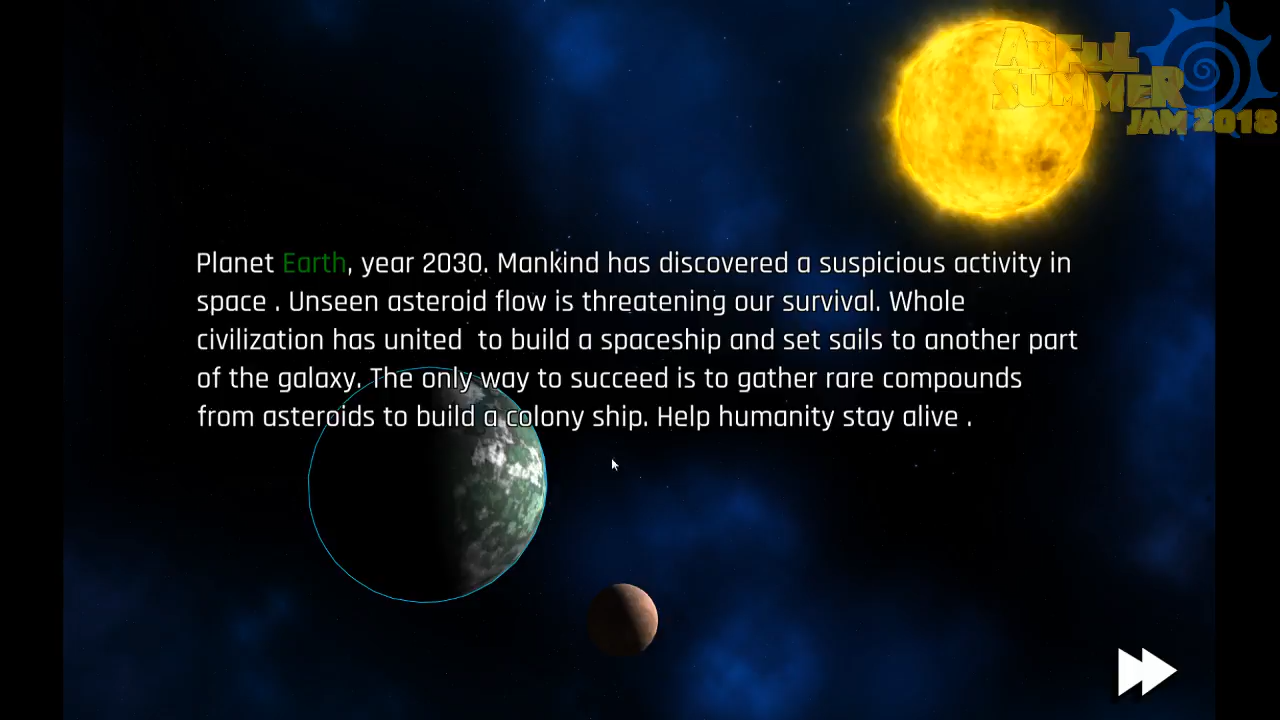 AWFUL
SUMMER
JAM 2018
Planet Earth, year 2030. Mankind has discovered a suspicious activity in
space . Unseen asteroid flow is threatening our survival. Whole
civilization has united  to build a spaceship and set sails to another part
of the galaxy. The only way to succeed is to gather rare compounds
from asteroids to build a colony ship. Help humanity stay alive .